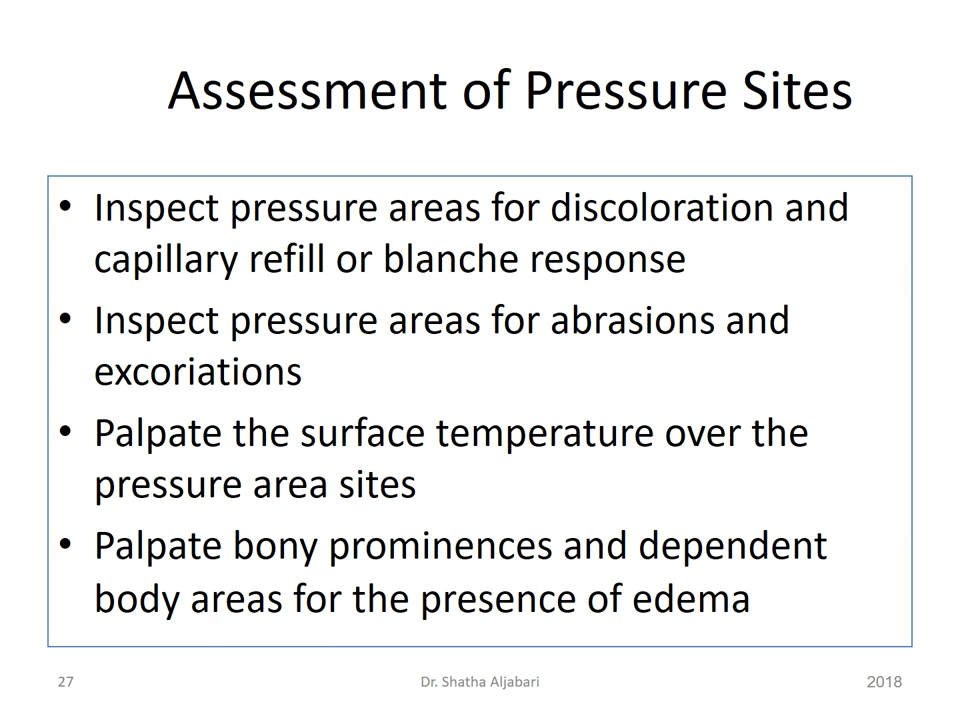 Assessment of Pressure Sites
• Inspect pressure areas for discoloration and
capillary refill or blanche response
• Inspect pressure areas for abrasions and
excoriations
• Palpate the surface temperature over the
pressure area sites
• Palpate bony prominences and dependent
body areas for the presence of edema
27
Dr. Shatha Aljabari
2018